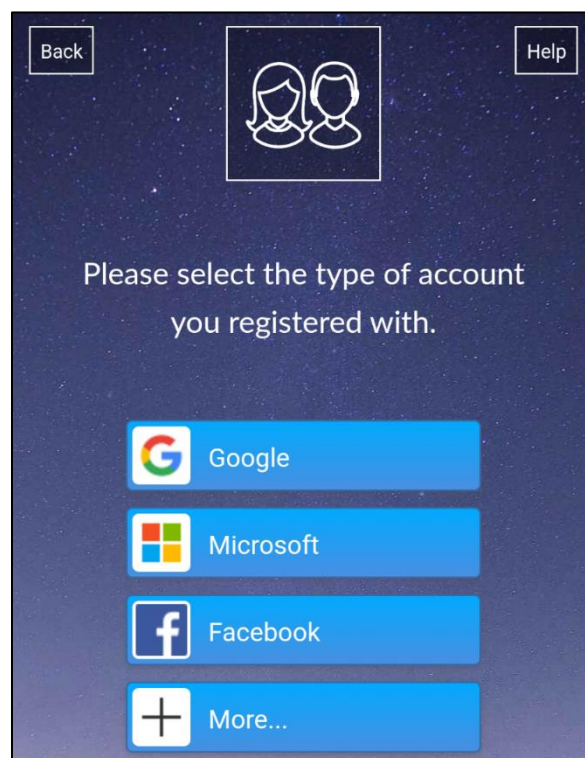 Back
Help
Please select the type of account
you registered with.
Google
Microsoft
Facebook
More...